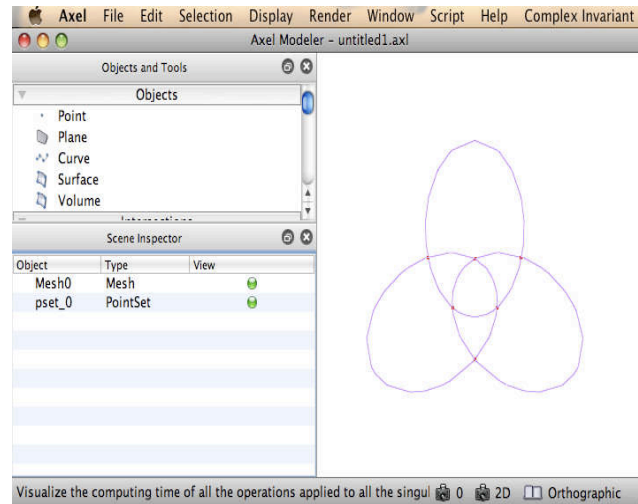 Axel File Edit Selection Display Render Window Script Help Complex Invariant
Axel Modeler – untitled1.axl
Objects and Tools
Objects
Point
Plane
Curve
Surface
Volume
Scene Inspector
Object Type View
Mesh0 Mesh
pset_0 PointSet
Visualize the computing time of all the operations applied to all the singul 0 2D Orthographic